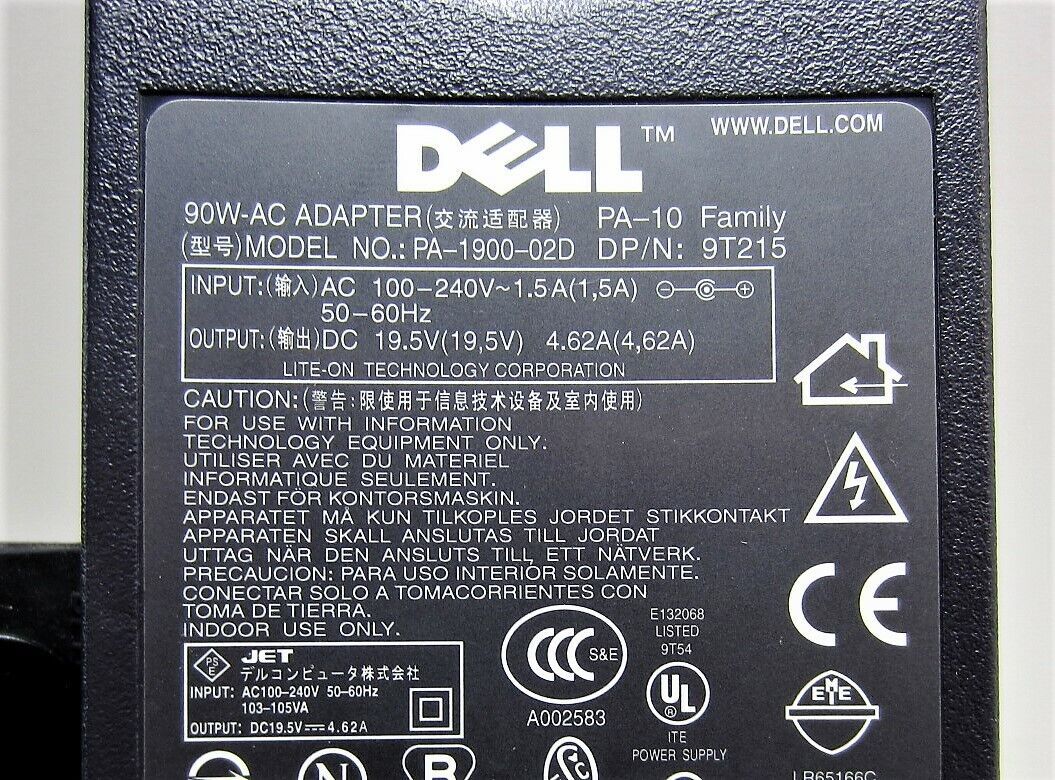 DELL™ WWW.DELL.COM
90W-AC ADAPTER(交流适配器) PA-10 Family
(型号)MODEL NO.: PA-1900-02D DP/N: 9T215
INPUT:(输入)AC 100-240V~1.5A(1,5A)
50-60Hz
OUTPUT:(输出)DC 19.5V(19,5V) 4.62A(4,62A)
LITE-ON TECHNOLOGY CORPORATION
CAUTION:(警告:限使用于信息技术设备及室内使用)
FOR USE WITH INFORMATION
TECHNOLOGY EQUIPMENT ONLY.
UTILISER AVEC DU MATERIEL
INFORMATIQUE SEULEMENT.
ENDAST FÖR KONTORSMASKIN.
APPARATET MÅ KUN TILKOPLES JORDET STIKKONTAKT
APPARATEN SKALL ANSLUTAS TILL JORDAT
UTTAG NÄR DEN ANSLUTS TILL ETT NÄTVERK.
PRECAUCION: PARA USO INTERIOR SOLAMENTE.
CONECTAR SOLO A TOMACORRIENTES CON
TOMA DE TIERRA.
INDOOR USE ONLY.
PS
E
JET
デルコンピュータ株式会社
INPUT: AC100-240V 50-60Hz
103-105VA
OUTPUT: DC19.5V⎓4.62A
CCC S&E
A002583
E132068
LISTED
9T54
UL ®
ITE
POWER SUPPLY
CE
EMTE
LR65166C
N
B